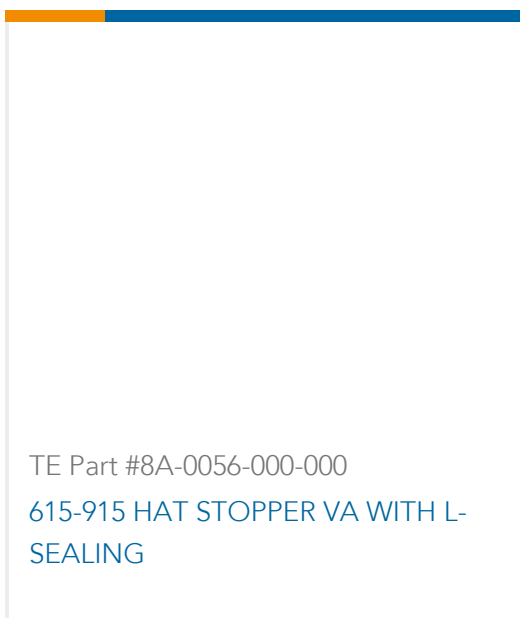 TE Part #8A-0056-000-000
615-915 HAT STOPPER VA WITH L-
SEALING